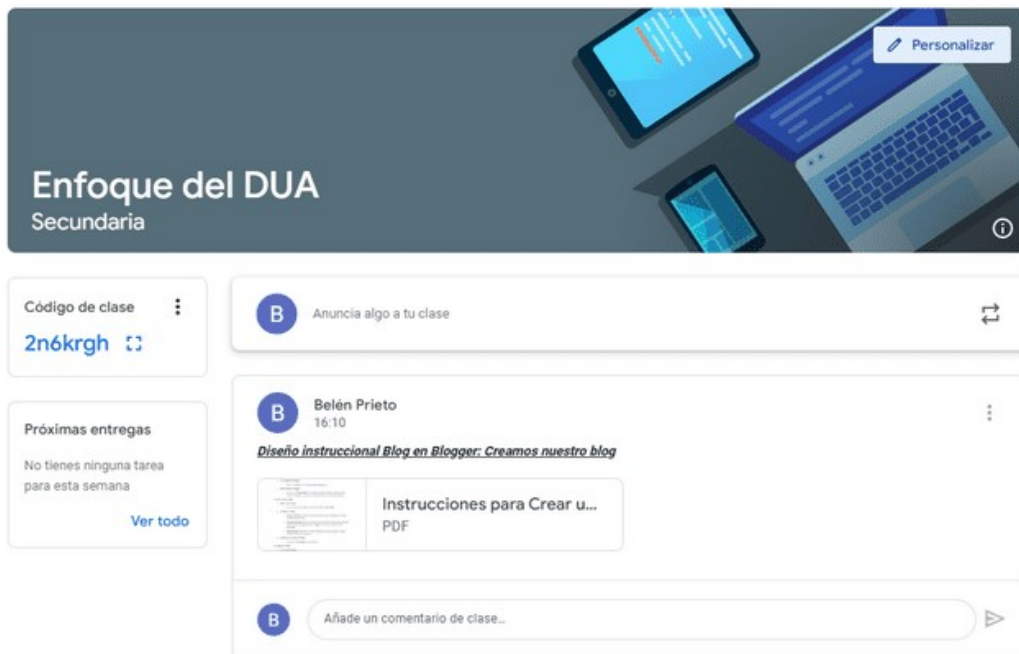 Personalizar
Enfoque del DUA
Secundaria
Código de clase
2n6krgh
Próximas entregas
No tienes ninguna tarea
para esta semana
Ver todo
B
Anuncia algo a tu clase
B
Belén Prieto
16:10
Diseño instruccional Blog en Blogger: Creamos nuestro blog
Instrucciones para Crear u...
PDF
B
Añade un comentario de clase...